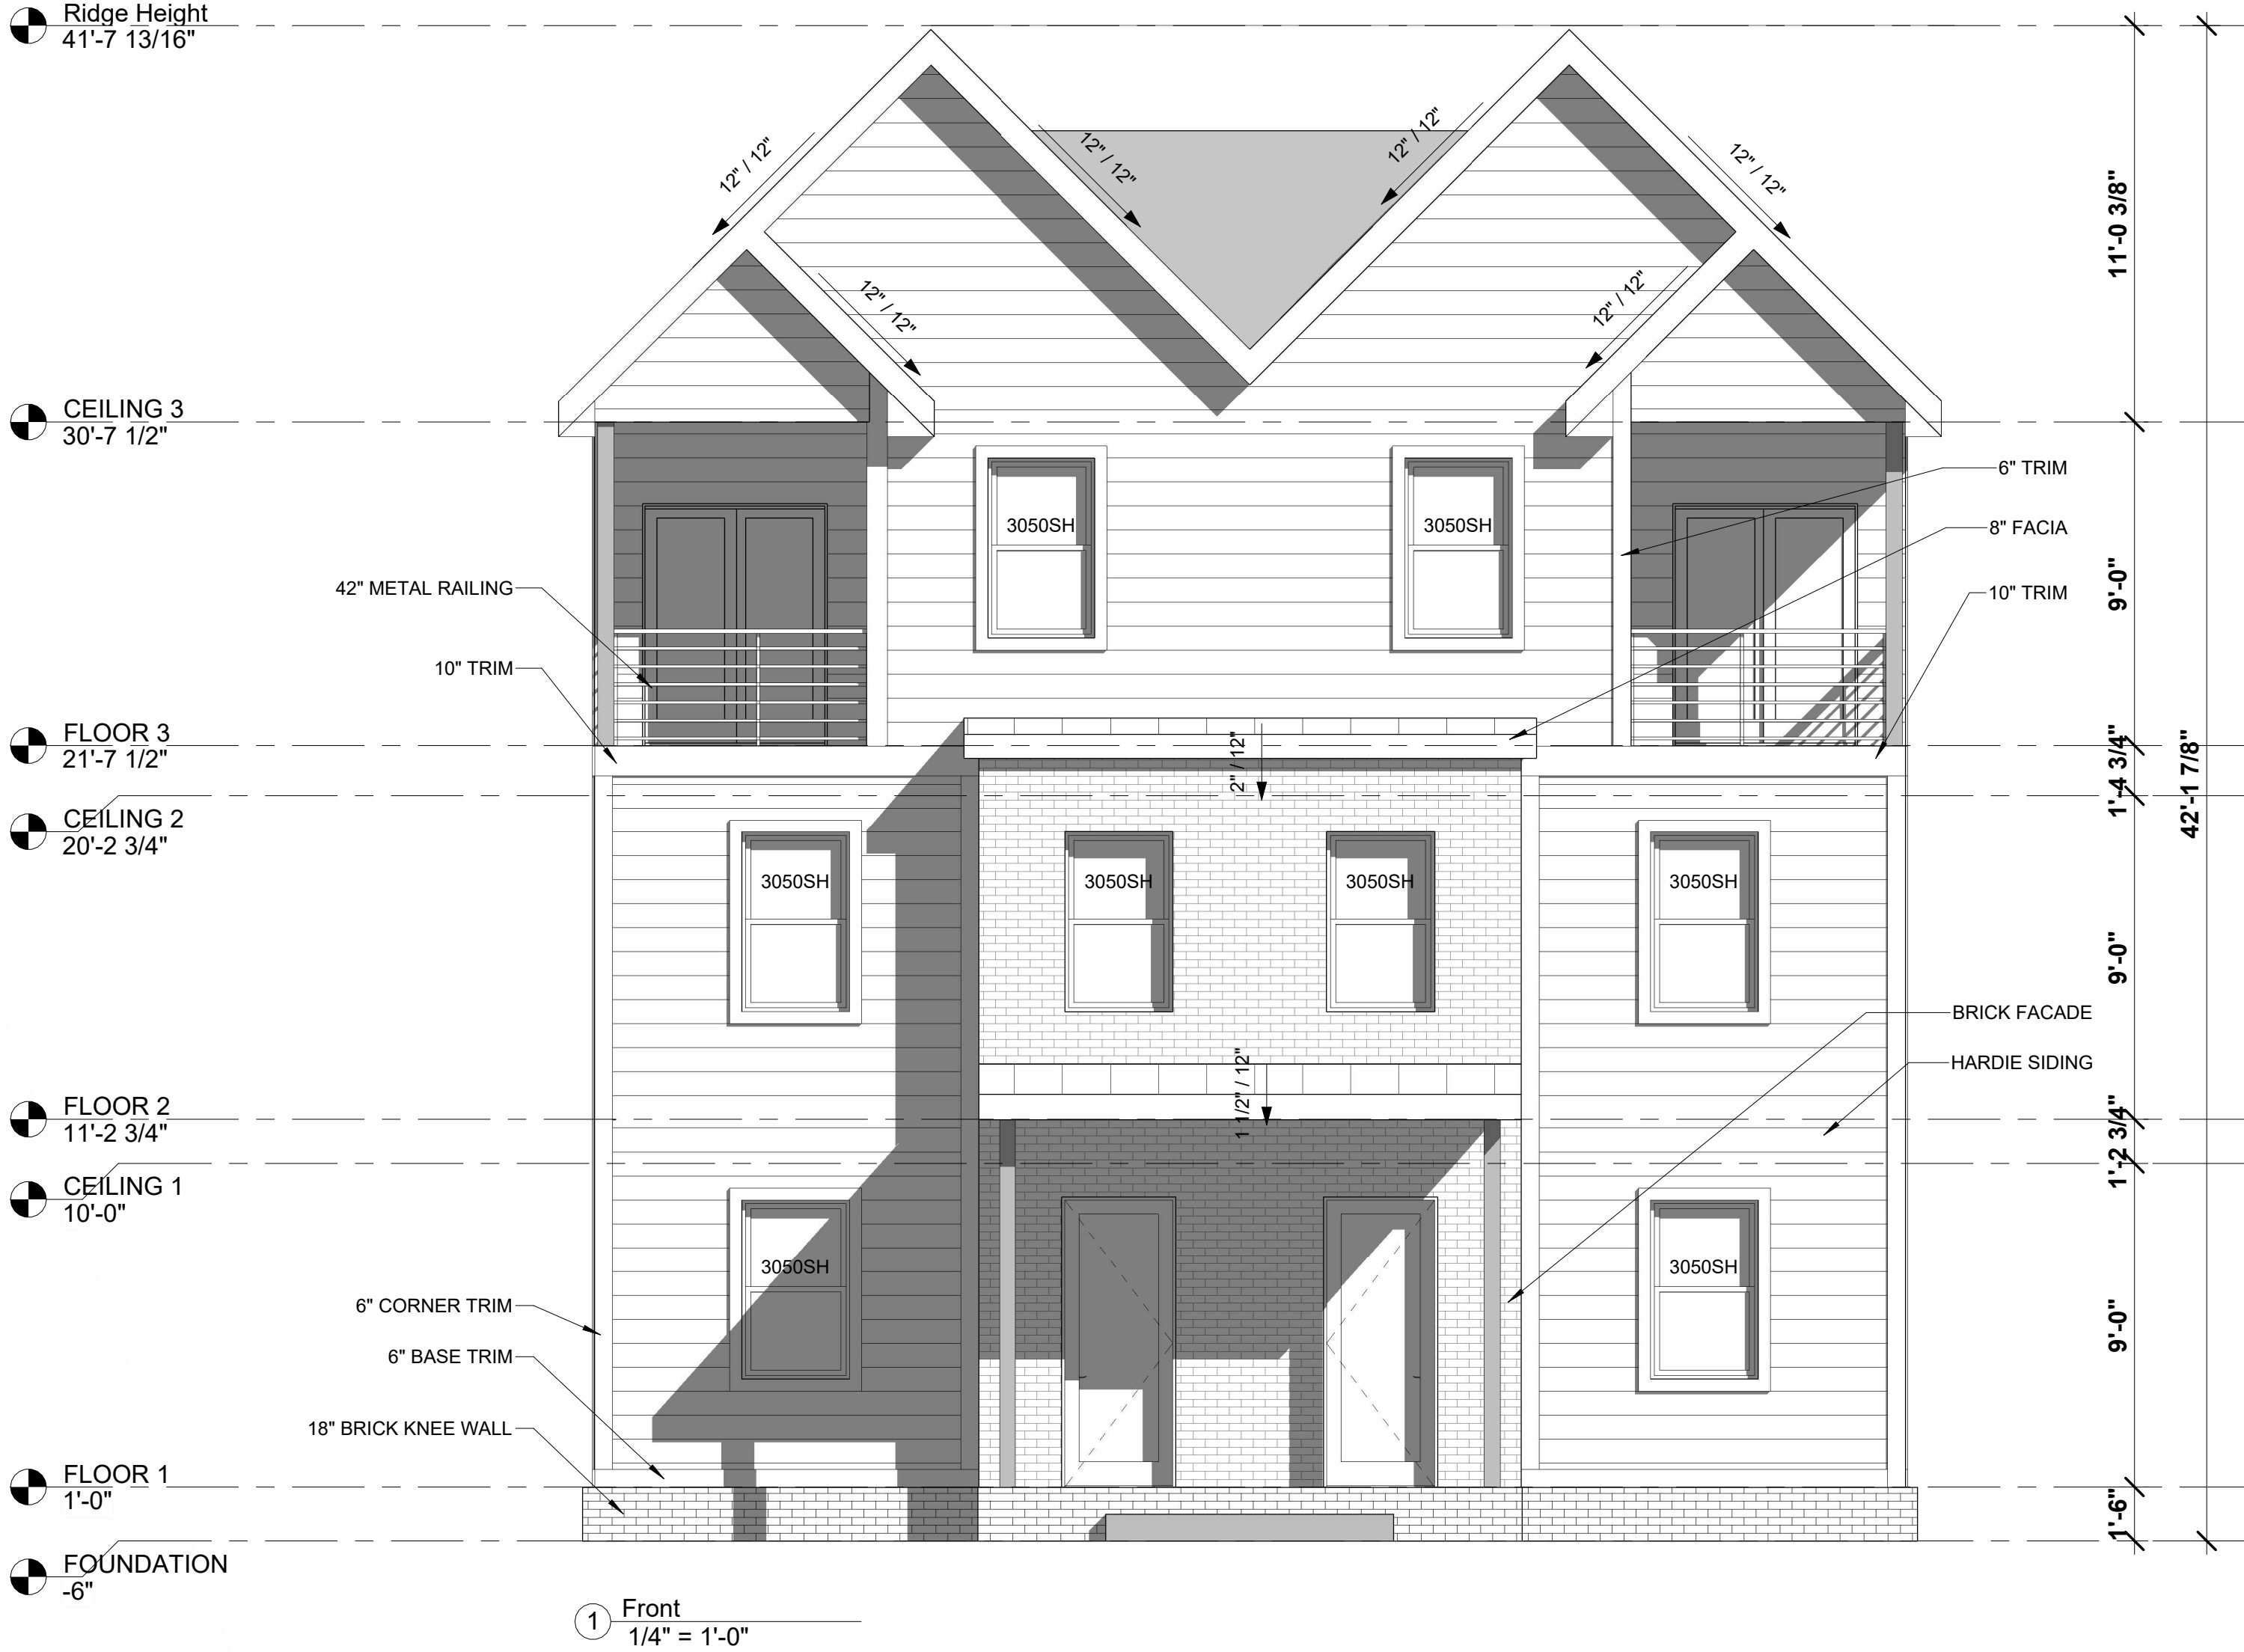 Ridge Height
41'-7 13/16"
12" / 12"
12" / 12"
12" / 12"
12" / 12"
12" / 12"
12" / 12"
11'-0 3/8"
CEILING 3
30'-7 1/2"
6" TRIM
3050SH
3050SH
8" FACIA
42" METAL RAILING
10" TRIM
9'-0"
10" TRIM
FLOOR 3
21'-7 1/2"
2" / 12"
1'-4 3/4"
42'-1 7/8"
CEILING 2
20'-2 3/4"
3050SH
3050SH
3050SH
3050SH
9'-0"
BRICK FACADE
HARDIE SIDING
1 1/2" / 12"
FLOOR 2
11'-2 3/4"
1'-2 3/4"
CEILING 1
10'-0"
3050SH
3050SH
6" CORNER TRIM
9'-0"
6" BASE TRIM
18" BRICK KNEE WALL
FLOOR 1
1'-0"
1'-6"
FOUNDATION
-6"
1
Front
1/4" = 1'-0"